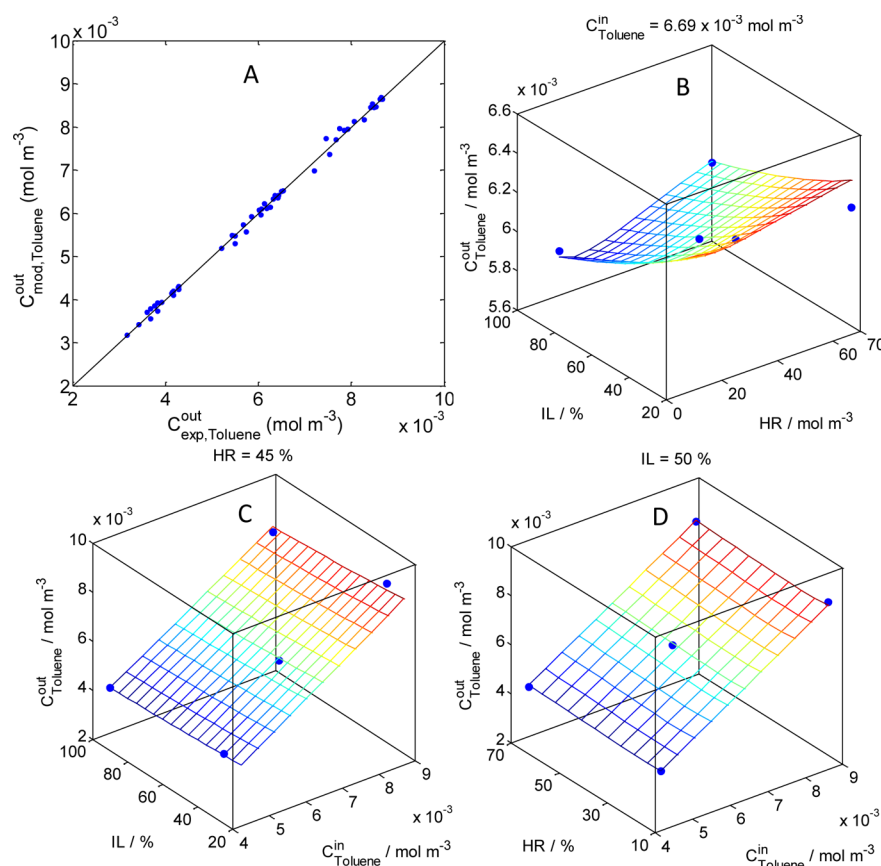 A
x 10⁻³
10
9
8
7
6
5
4
3
2
C^out_mod,Toluene (mol m⁻³)
2 4 6 8 10
C^out_exp,Toluene (mol m⁻³)
x 10⁻³
B
C^in_Toluene = 6.69 x 10⁻³ mol m⁻³
x 10⁻³
6.6
6.4
6.2
6
5.8
5.6
C^out_Toluene / mol m⁻³
100
80
60
40
20
IL / %
0
20
40
60
70
HR / mol m⁻³
C
HR = 45 %
x 10⁻³
10
8
6
4
2
C^out_Toluene / mol m⁻³
100
80
60
40
20
IL / %
4
5
6
7
8
9
x 10⁻³
C^in_Toluene / mol m⁻³
D
IL = 50 %
x 10⁻³
10
8
6
4
2
C^out_Toluene / mol m⁻³
70
50
30
10
HR / %
4
5
6
7
8
9
x 10⁻³
C^in_Toluene / mol m⁻³